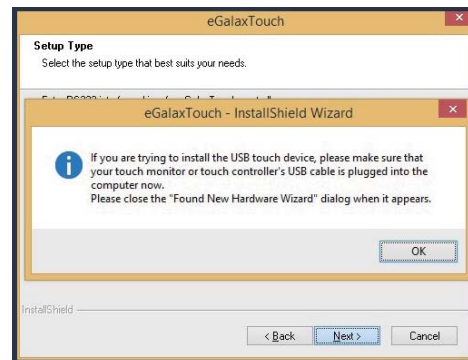 eGalaxTouch
Setup Type
Select the setup type that best suits your needs.
eGalaxTouch - InstallShield Wizard
If you are trying to install the USB touch device, please make sure that
your touch monitor or touch controller's USB cable is plugged into the
computer now.
Please close the "Found New Hardware Wizard" dialog when it appears.
OK
InstallShield
< Back
Next >
Cancel